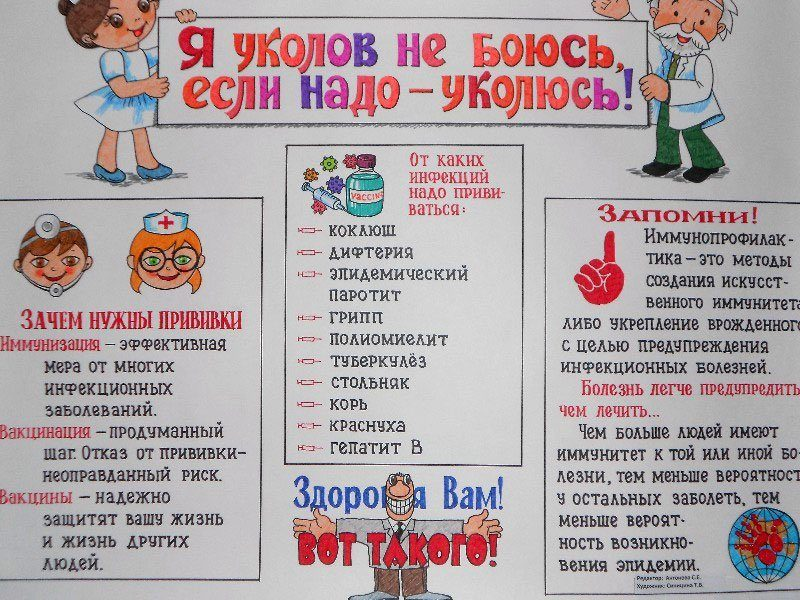 Я уколов не боюсь,
если надо – уколюсь!
ЗАЧЕМ НУЖНЫ ПРИВИВКИ
Иммунизация – эффективная
мера от многих
инфекционных
заболеваний.
Вакцинация – продуманный
шаг. Отказ от прививки-
неоправданный риск.
Вакцины – надежно
защитят вашу жизнь
и жизнь других
людей.
VACCINE
От каких
инфекций
надо приви-
ваться:
коклюш
дифтерия
эпидемический
паротит
грипп
полиомиелит
туберкулёз
стольняк
корь
краснуха
гепатит В
Здоровья Вам!
ВОТ ТАКОГО!
ЗАПОМНИ!
Иммунопрофилак-
тика – это методы
создания искусст-
венного иммунитета
либо укрепление врожденного
с целью предупреждения
инфекционных болезней.
Болезнь легче предупредить,
чем лечить...
Чем больше людей имеют
иммунитет к той или иной бо-
лезни, тем меньше вероятность
у остальных заболеть, тем
меньше вероят-
ность возникно-
вения эпидемии.
Редактор: Антонова С.Е.
Художник: Синицина Т.В.